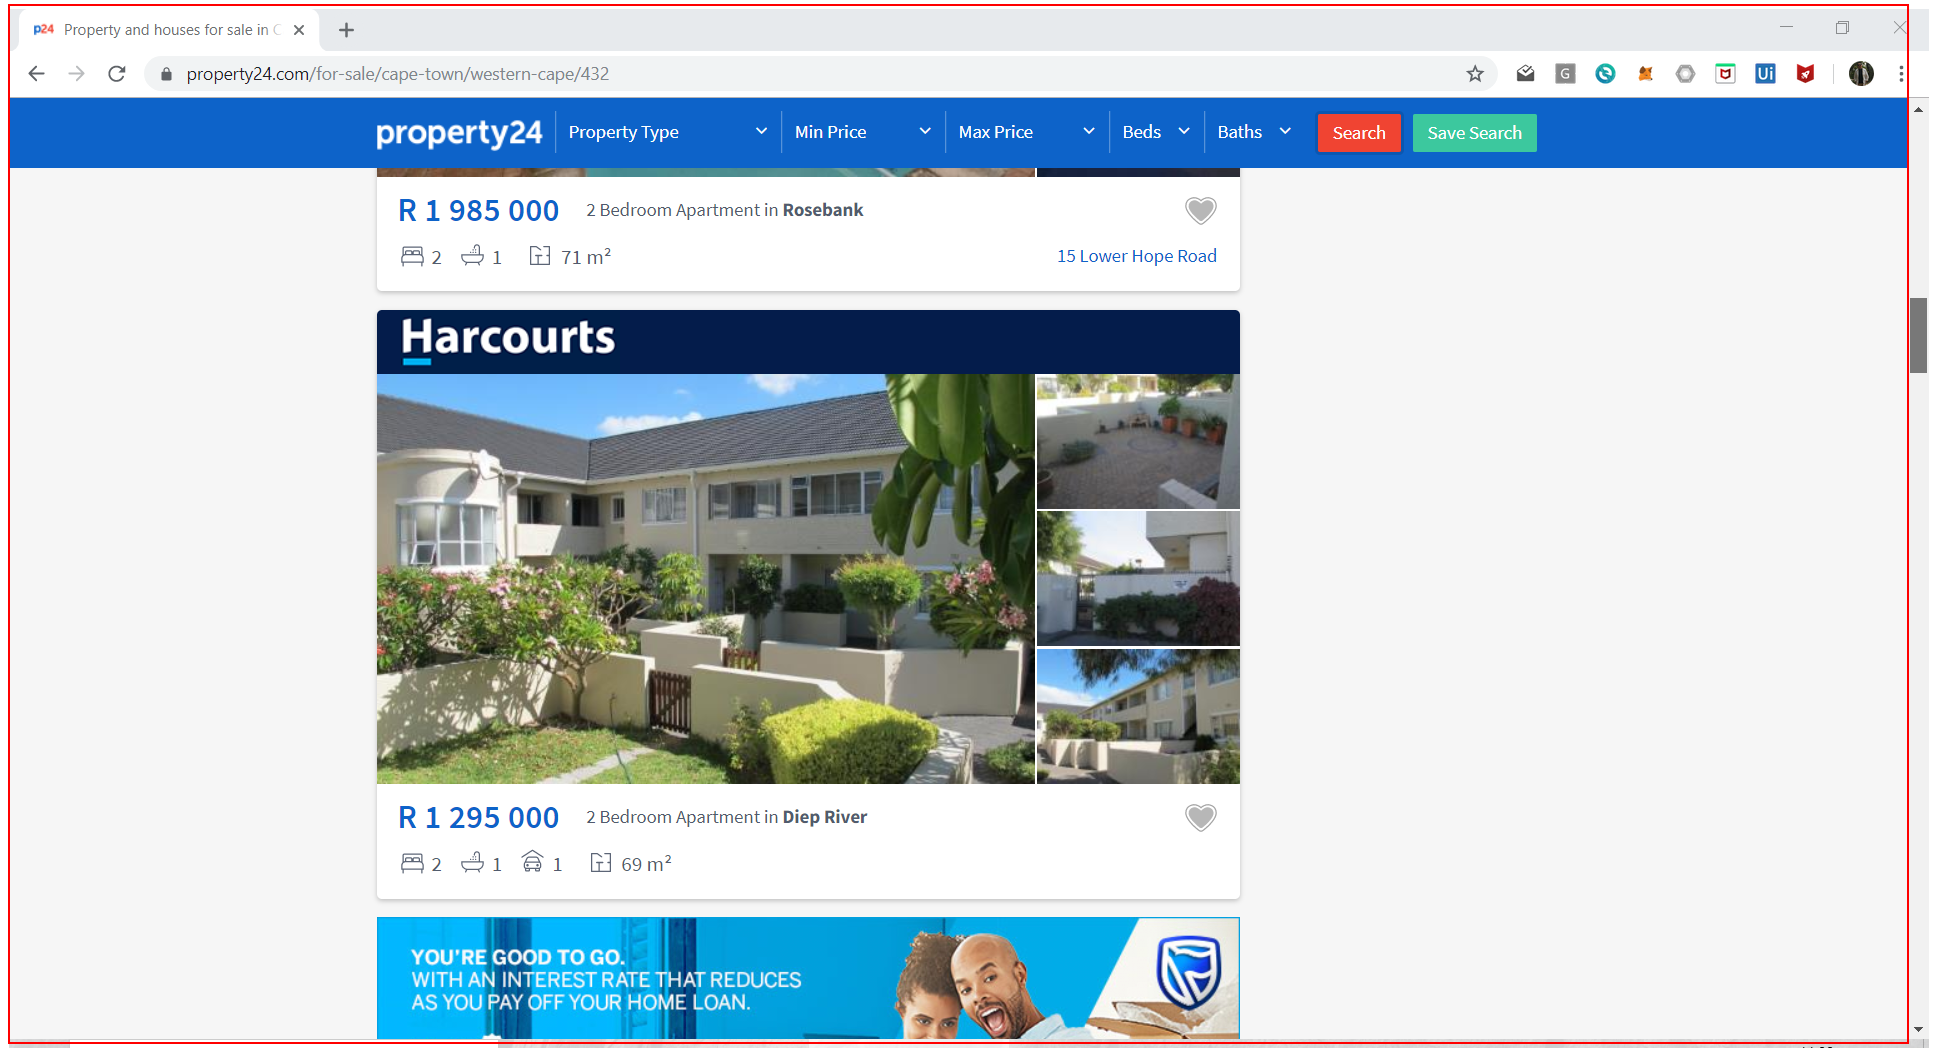 p24 Property and houses for sale in C
property24.com/for-sale/cape-town/western-cape/432
G
Ui
property24 Property Type Min Price Max Price Beds Baths Search Save Search
R 1 985 000 2 Bedroom Apartment in Rosebank
2 1 71 m² 15 Lower Hope Road
Harcourts
R 1 295 000 2 Bedroom Apartment in Diep River
2 1 1 69 m²
YOU'RE GOOD TO GO.
WITH AN INTEREST RATE THAT REDUCES
AS YOU PAY OFF YOUR HOME LOAN.